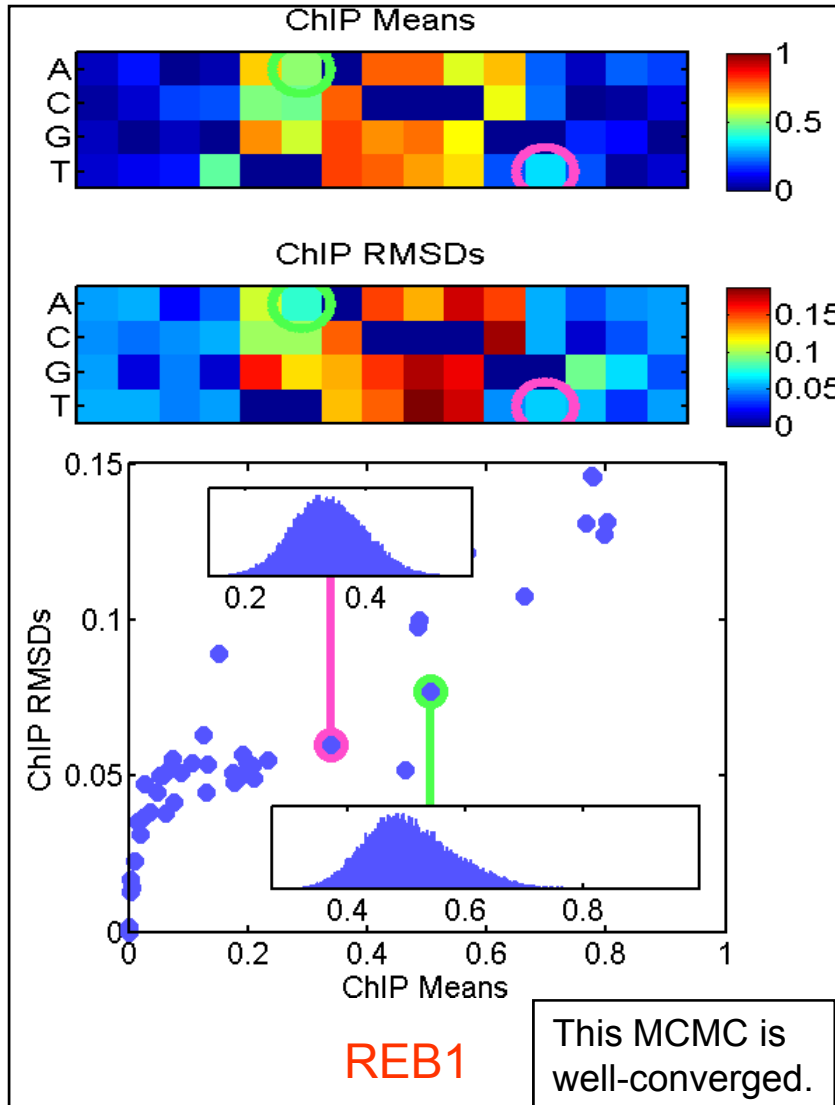 ChIP Means
A
C
G
T
1
0.5
0
ChIP RMSDs
A
C
G
T
0.15
0.1
0.05
0
0.15
0.1
0.05
0
ChIP RMSDs
0.2 0.4
0.4 0.6 0.8
0 0.2 0.4 0.6 0.8 1
ChIP Means
REB1
This MCMC is
well-converged.